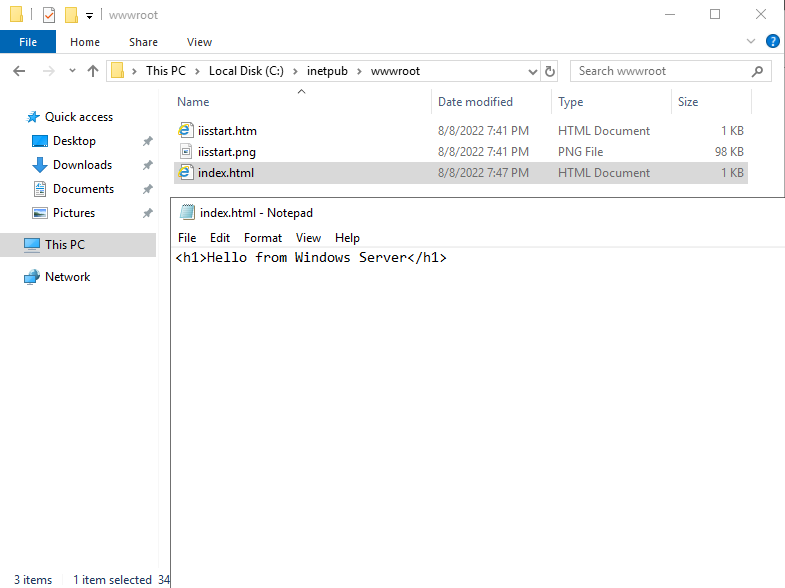 wwwroot
File Home Share View
This PC Local Disk (C:) inetpub wwwroot Search wwwroot
Name Date modified Type Size
Quick access
Desktop
Downloads
Documents
Pictures
This PC
Network
iisstart.htm 8/8/2022 7:41 PM HTML Document 1 KB
iisstart.png 8/8/2022 7:41 PM PNG File 98 KB
index.html 8/8/2022 7:47 PM HTML Document 1 KB
index.html - Notepad
File Edit Format View Help
<h1>Hello from Windows Server</h1>
3 items 1 item selected 34